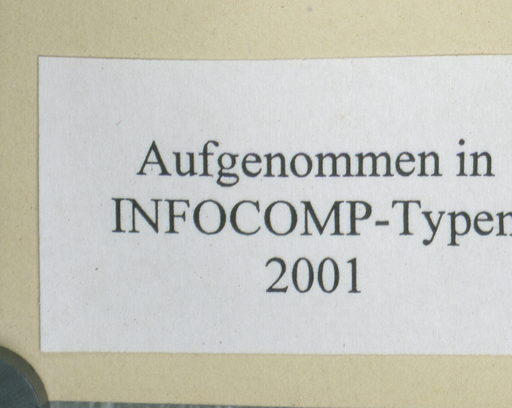 Aufgenommen in
INFOCOMP-Typen
2001